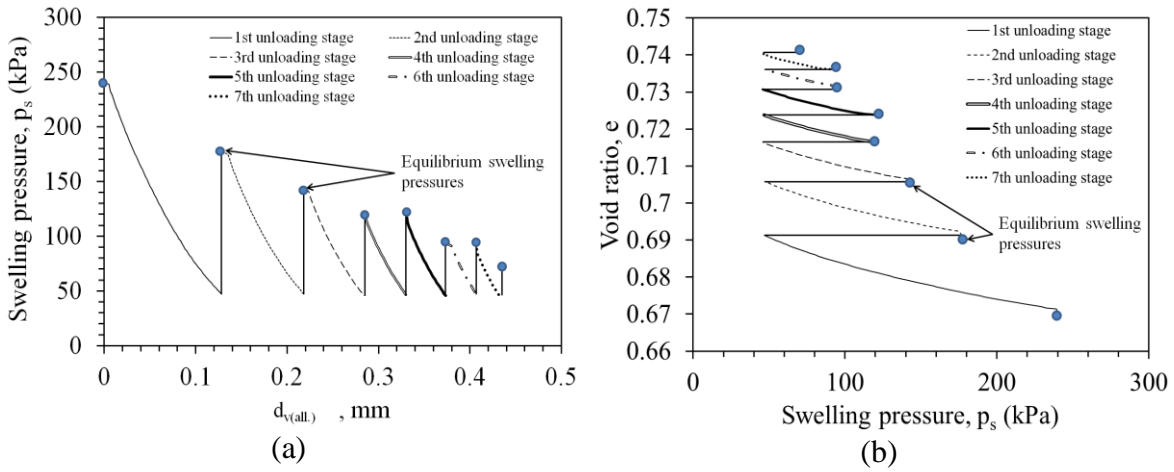 300
250
200
150
100
50
0
Swelling pressure, p_s (kPa)
1st unloading stage
2nd unloading stage
3rd unloading stage
4th unloading stage
5th unloading stage
6th unloading stage
7th unloading stage
Equilibrium swelling
pressures
0 0.1 0.2 0.3 0.4 0.5
d_v(all.) , mm
(a)
0.75
0.74
0.73
0.72
0.71
0.7
0.69
0.68
0.67
0.66
Void ratio, e
1st unloading stage
2nd unloading stage
3rd unloading stage
4th unloading stage
5th unloading stage
6th unloading stage
7th unloading stage
Equilibrium swelling
pressures
0 100 200 300
Swelling pressure, p_s (kPa)
(b)